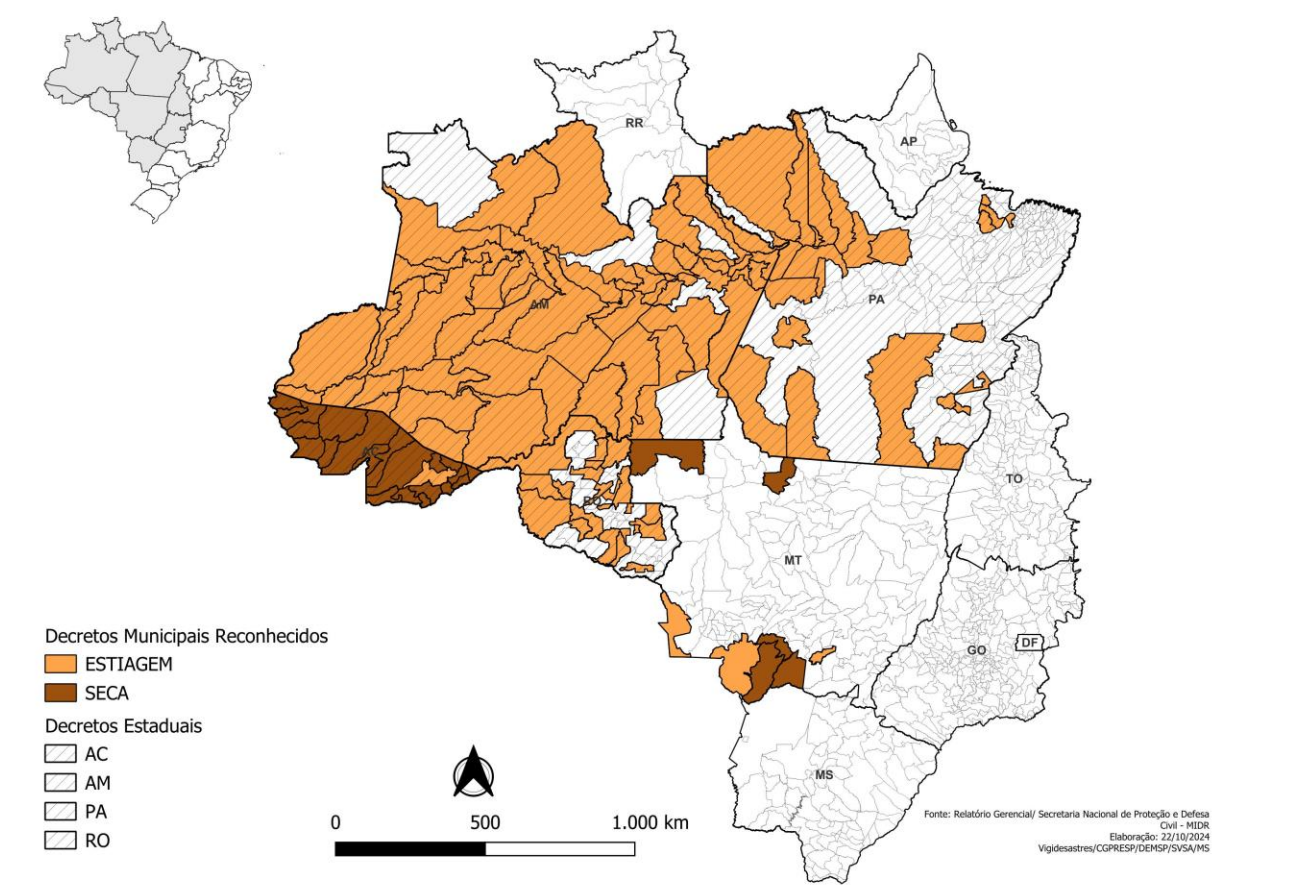 RR
AP
AM
PA
AC
RO
TO
MT
GO
DF
MS
Decretos Municipais Reconhecidos
ESTIAGEM
SECA
Decretos Estaduais
AC
AM
PA
RO
0 500 1.000 km
Fonte: Relatório Gerencial/ Secretaria Nacional de Proteção e Defesa
Civil - MIDR
Elaboração: 22/10/2024
Vigidesastres/CGPRESP/DEMSP/SVSA/MS